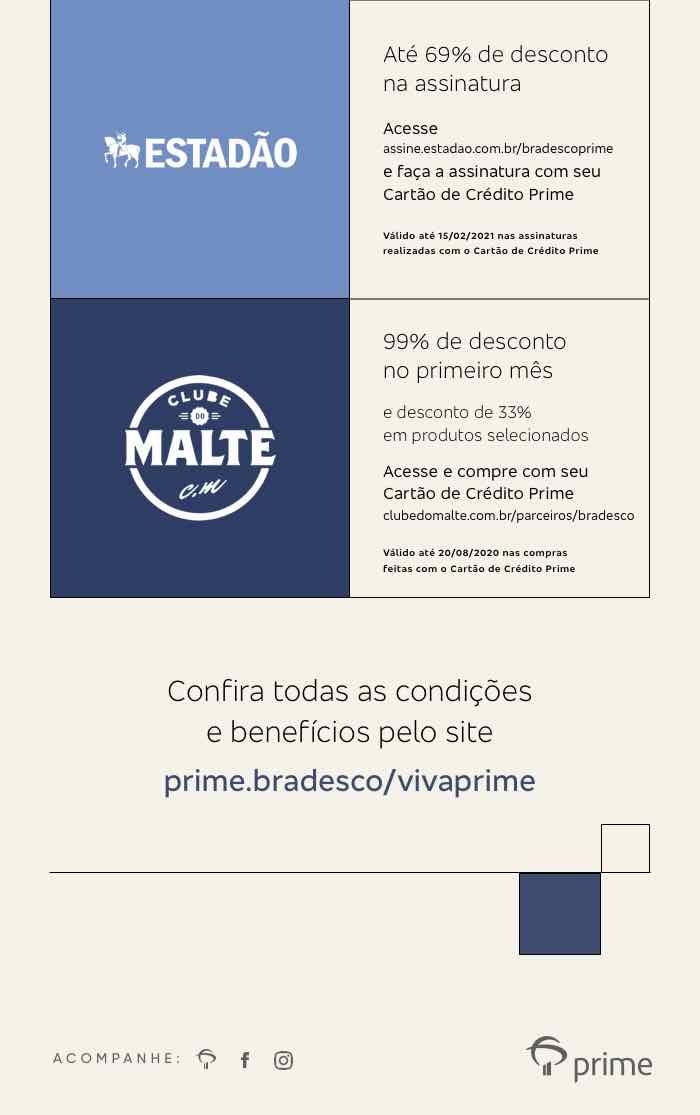 ESTADÃO
Até 69% de desconto
na assinatura
Acesse
assine.estadao.com.br/bradescoprime
e faça a assinatura com seu
Cartão de Crédito Prime
Válido até 15/02/2021 nas assinaturas
realizadas com o Cartão de Crédito Prime
CLUBE
DO
MALTE
c.m
99% de desconto
no primeiro mês
e desconto de 33%
em produtos selecionados
Acesse e compre com seu
Cartão de Crédito Prime
clubedomalte.com.br/parceiros/bradesco
Válido até 20/08/2020 nas compras
feitas com o Cartão de Crédito Prime
Confira todas as condições
e benefícios pelo site
prime.bradesco/vivaprime
ACOMPANHE:
prime